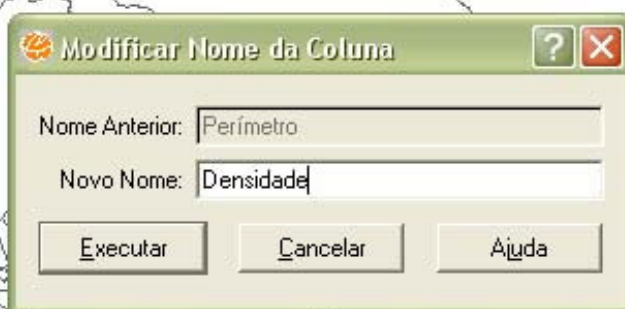 Modificar Nome da Coluna
Nome Anterior: Perímetro
Novo Nome: Densidade
Executar Cancelar Ajuda